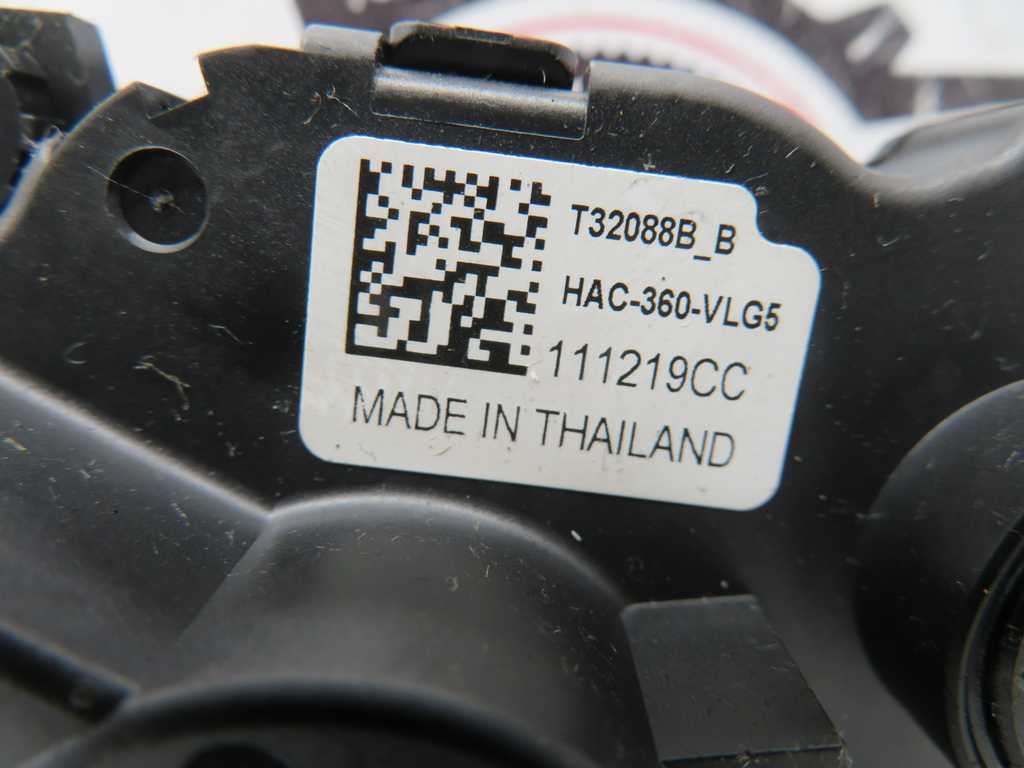 T32088B_B
HAC-360-VLG5
111219CC
MADE IN THAILAND